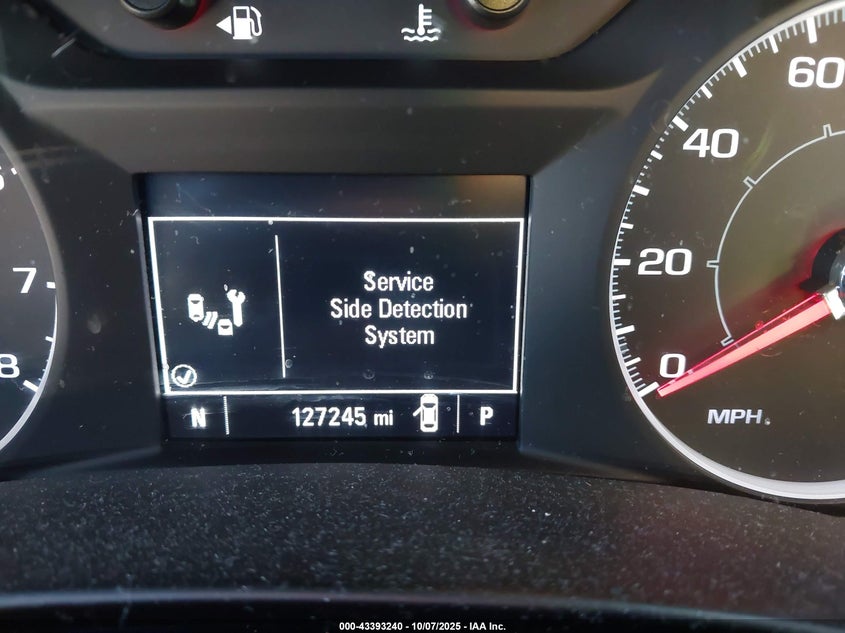 60
40
20
0
MPH
7
8
Service
Side Detection
System
N 127245 mi P
000-43393240 - 10/07/2025 - IAA Inc.